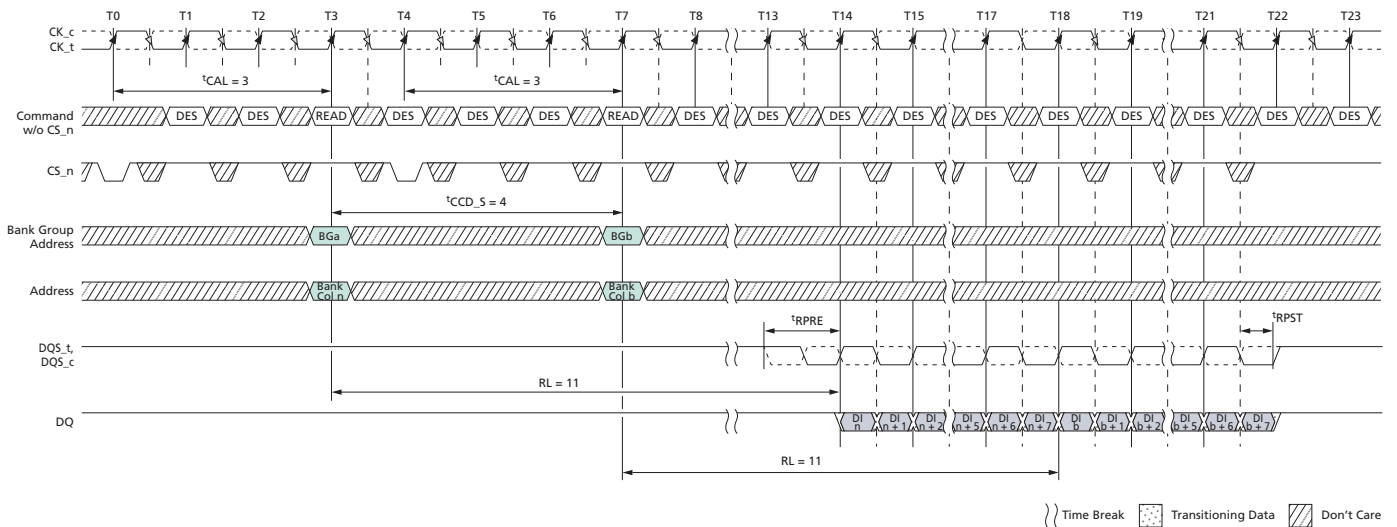 T0 T1 T2 T3 T4 T5 T6 T7 T8 T13 T14 T15 T17 T18 T19 T21 T22 T23
CK_c
CK_t
tCAL = 3 tCAL = 3
Command
w/o CS_n
DES DES READ DES DES DES READ DES DES DES DES DES DES DES DES DES DES
CS_n
tCCD_S = 4
Bank Group
Address
BGa BGb
Address
Bank
Col n
Bank
Col b
tRPRE tRPST
DQS_t,
DQS_c
RL = 11
DQ
DI
n
DI
n + 1
DI
n + 2
DI
n + 5
DI
n + 6
DI
n + 7
DI
b
DI
b + 1
DI
b + 2
DI
b + 5
DI
b + 6
DI
b + 7
RL = 11
Time Break Transitioning Data Don't Care